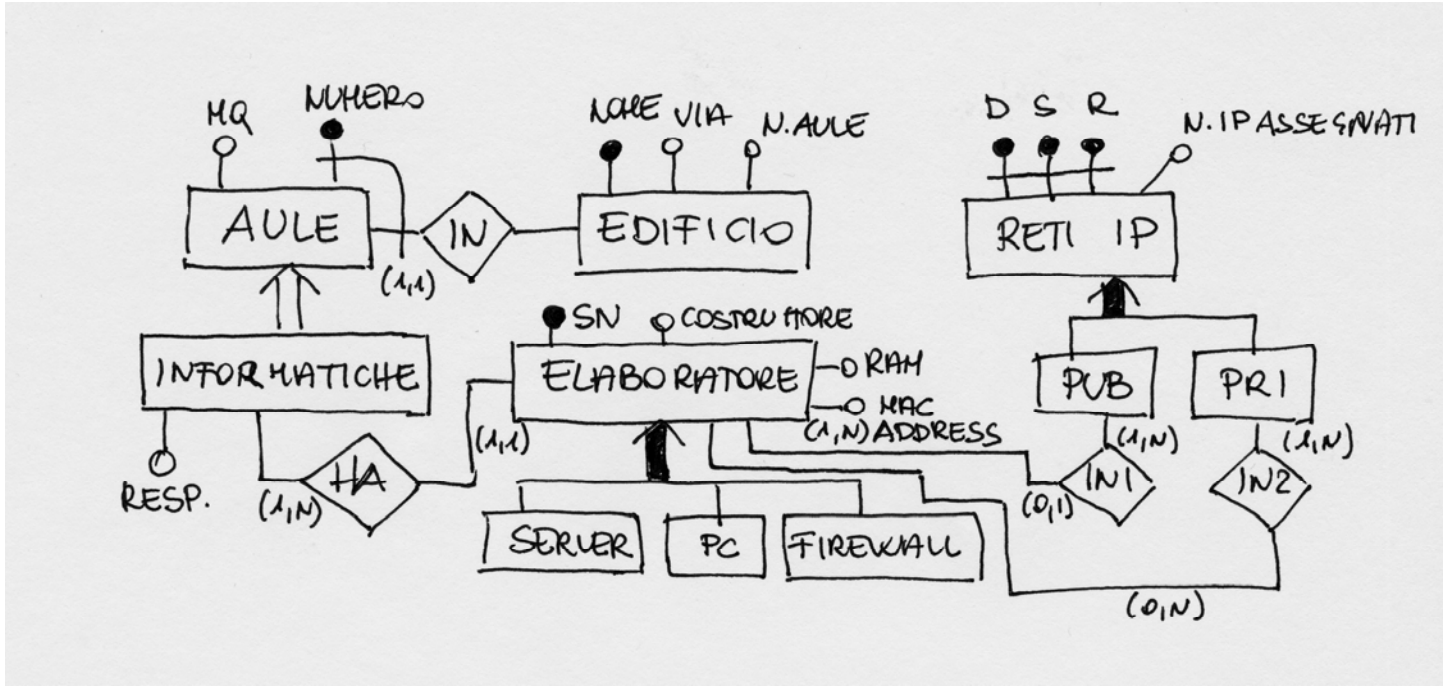 MQ NUMERO NOME VIA N. AULE D S R N. IP ASSEGNATI
AULE IN EDIFICIO RETI IP
(1,1)
SN COSTRUTTORE
INFORMATICHE ELABORATORE RAM PUB PRI
MAC
(1,1) (1,N) ADDRESS (1,N) (1,N)
RESP. (1,N) HA (0,1) IN1 IN2
SERVER PC FIREWALL
(0,N)